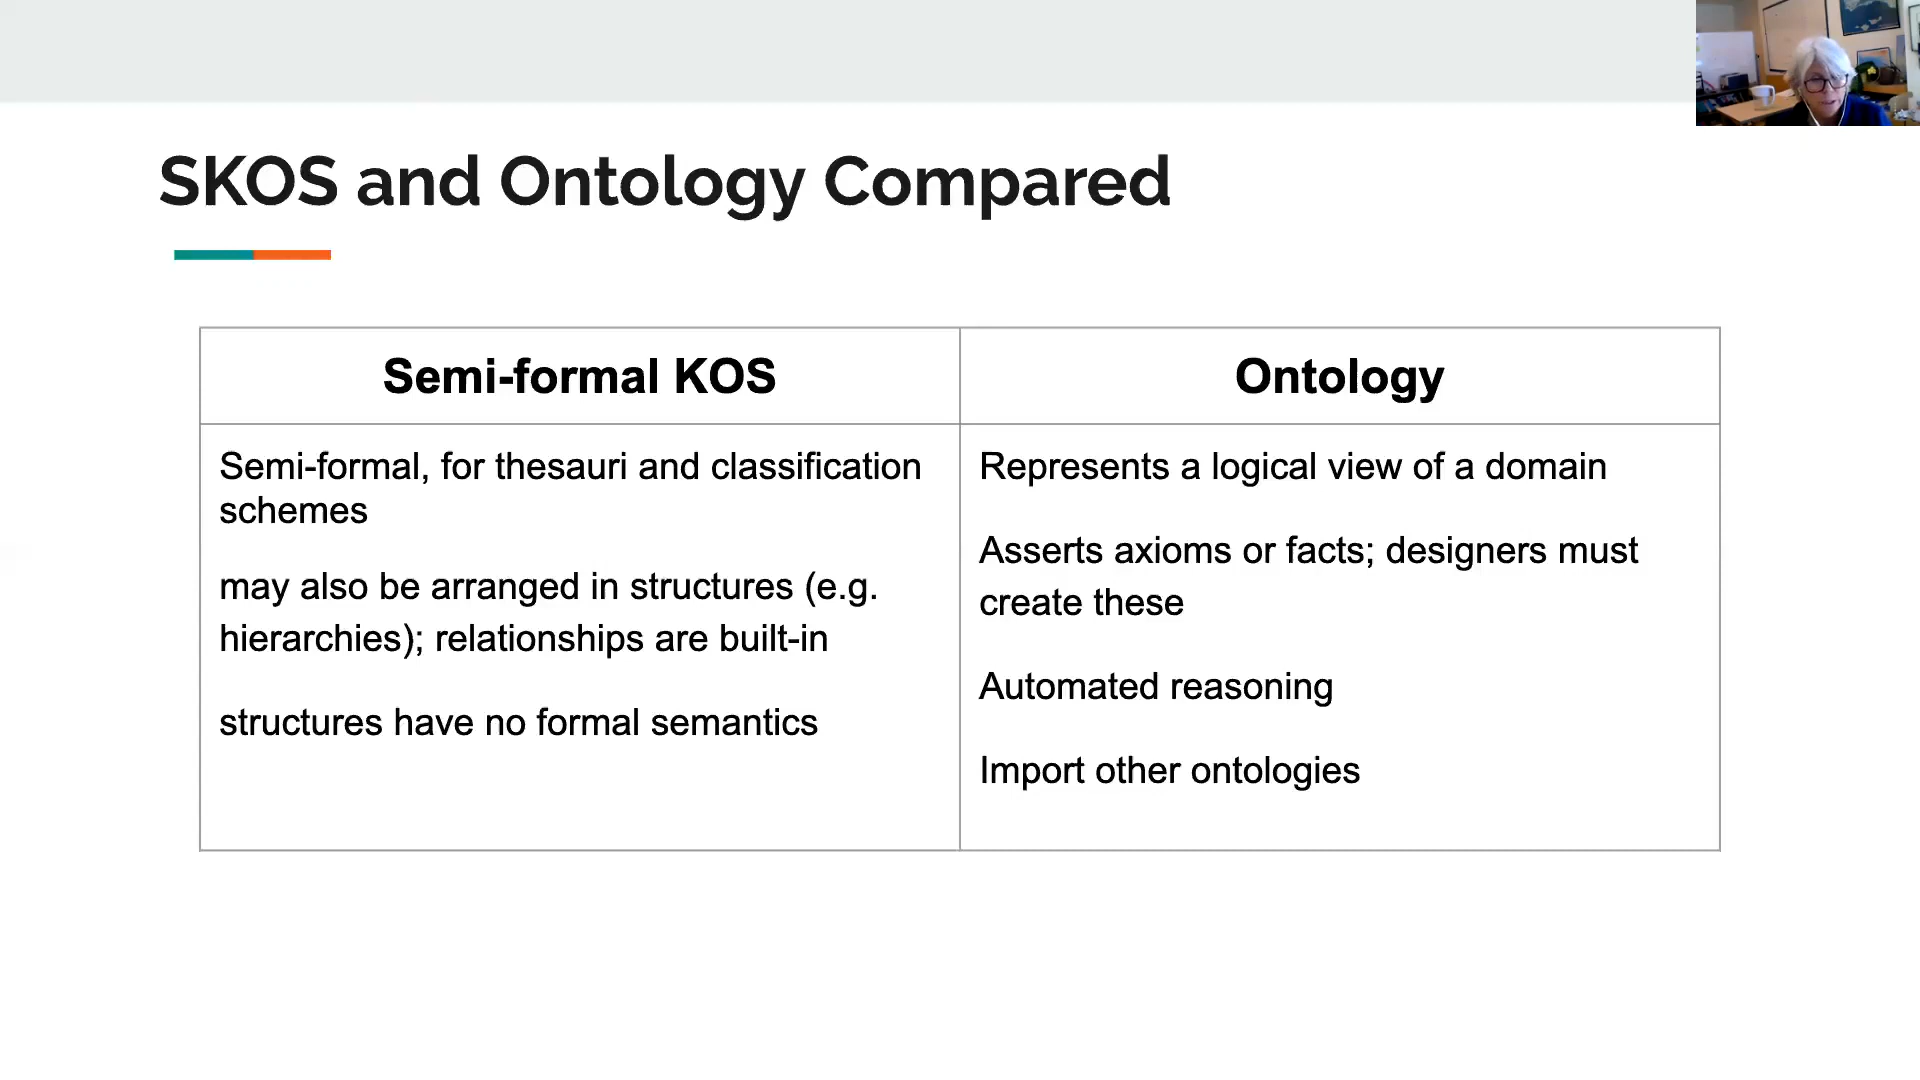 SKOS and Ontology Compared
Semi-formal KOS
Semi-formal, for thesauri and classification
schemes
may also be arranged in structures (e.g.
hierarchies); relationships are built-in
structures have no formal semantics
Ontology
Represents a logical view of a domain
Asserts axioms or facts; designers must
create these
Automated reasoning
Import other ontologies